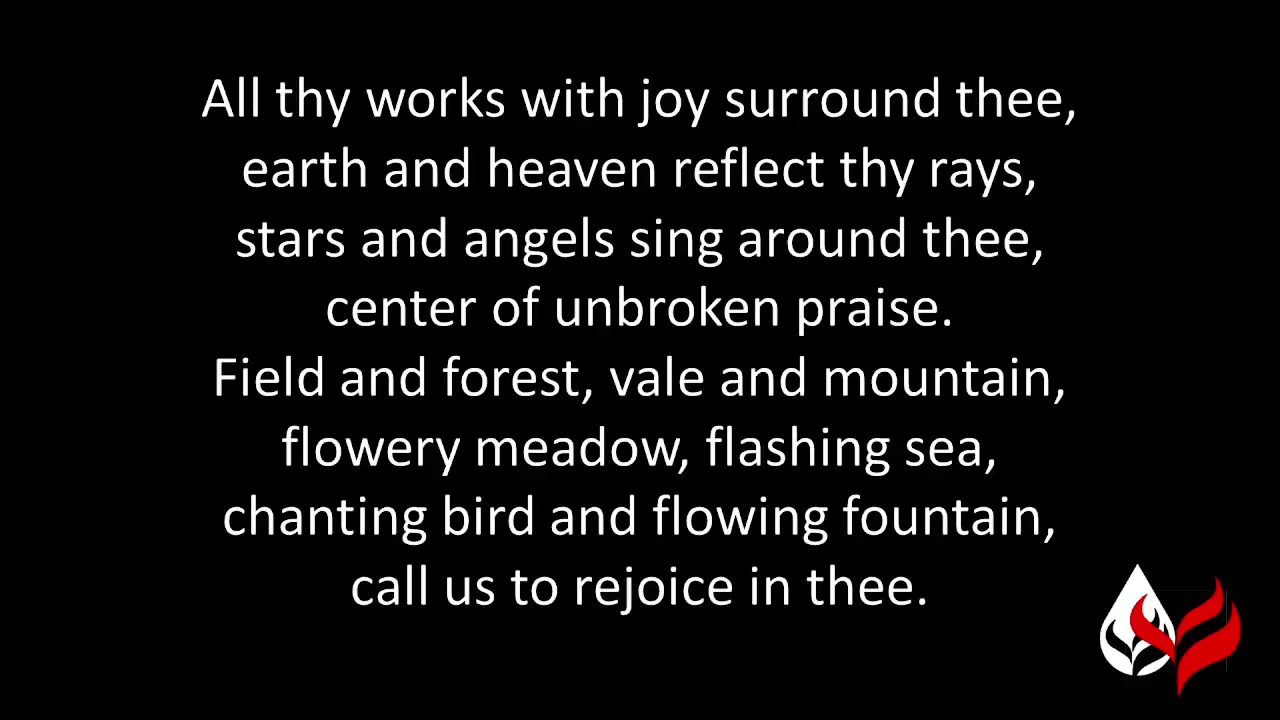 All thy works with joy surround thee,
earth and heaven reflect thy rays,
stars and angels sing around thee,
center of unbroken praise.
Field and forest, vale and mountain,
flowery meadow, flashing sea,
chanting bird and flowing fountain,
call us to rejoice in thee.